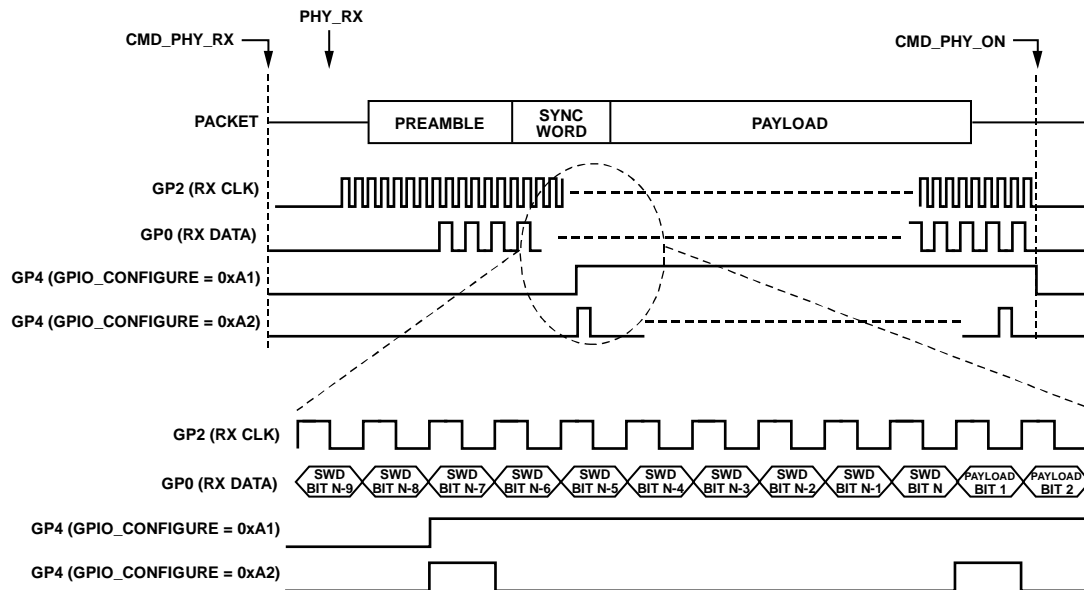 PHY_RX
CMD_PHY_RX
CMD_PHY_ON
PACKET
PREAMBLE
SYNC
WORD
PAYLOAD
GP2 (RX CLK)
GP0 (RX DATA)
GP4 (GPIO_CONFIGURE = 0xA1)
GP4 (GPIO_CONFIGURE = 0xA2)
GP2 (RX CLK)
GP0 (RX DATA)
SWD
BIT N-9
SWD
BIT N-8
SWD
BIT N-7
SWD
BIT N-6
SWD
BIT N-5
SWD
BIT N-4
SWD
BIT N-3
SWD
BIT N-2
SWD
BIT N-1
SWD
BIT N
PAYLOAD
BIT 1
PAYLOAD
BIT 2
GP4 (GPIO_CONFIGURE = 0xA1)
GP4 (GPIO_CONFIGURE = 0xA2)